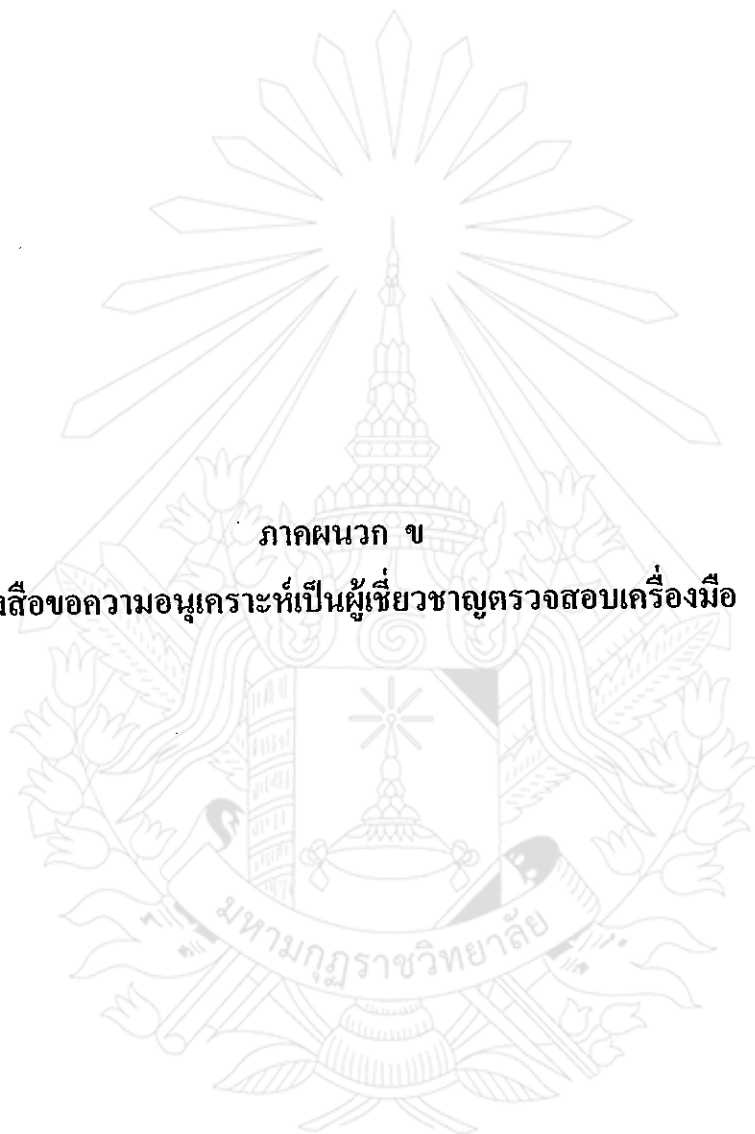 ภาคผนวก ข
งสือขอความอนุเคราะห์เป็นผู้เชี่ยวชาญตรวจสอบเครื่องมือ
มหามกุฏราชวิทยาลัย